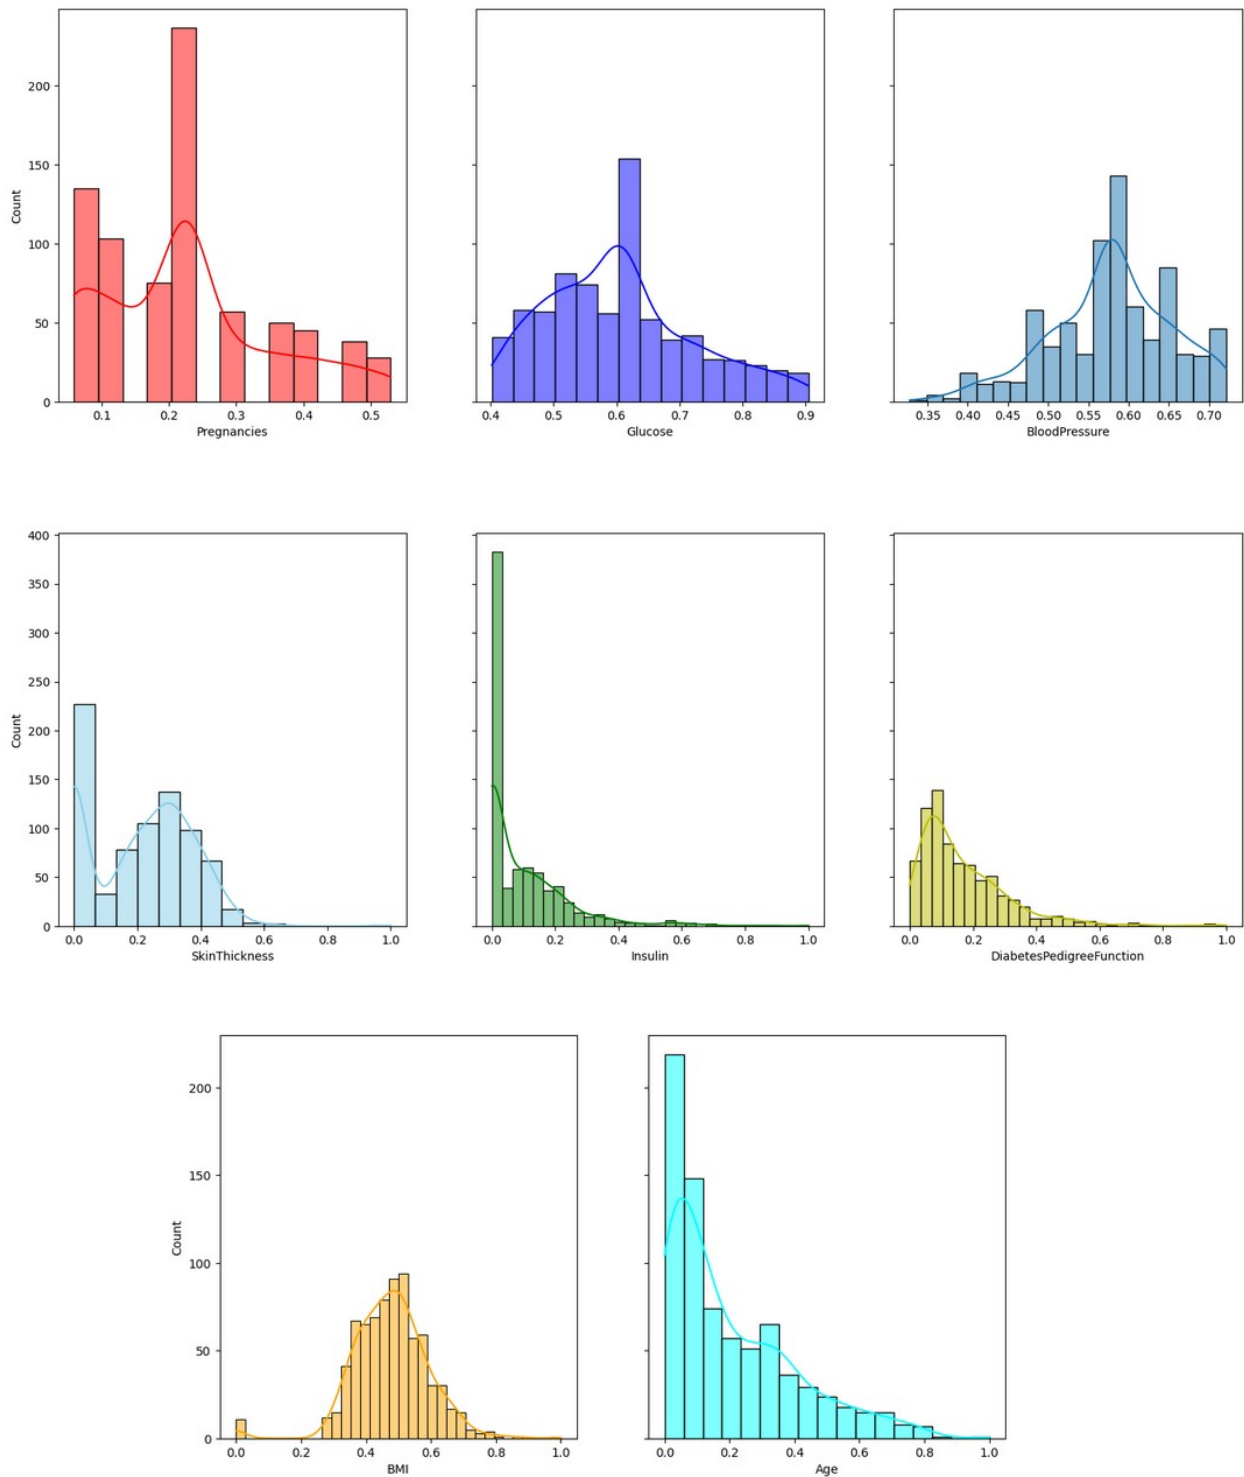 Count
200
150
100
50
0
0.1 0.2 0.3 0.4 0.5
Pregnancies
0.4 0.5 0.6 0.7 0.8 0.9
Glucose
0.35 0.40 0.45 0.50 0.55 0.60 0.65 0.70
BloodPressure
Count
400
350
300
250
200
150
100
50
0
0.0 0.2 0.4 0.6 0.8 1.0
SkinThickness
0.0 0.2 0.4 0.6 0.8 1.0
Insulin
0.0 0.2 0.4 0.6 0.8 1.0
DiabetesPedigreeFunction
Count
200
150
100
50
0
0.0 0.2 0.4 0.6 0.8 1.0
BMI
0.0 0.2 0.4 0.6 0.8 1.0
Age